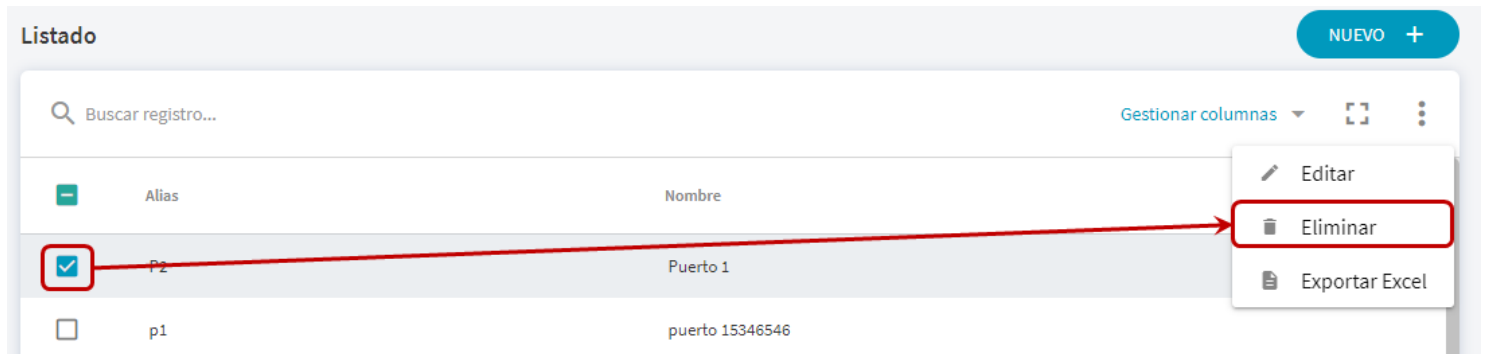 Listado
NUEVO +
Buscar registro...
Gestionar columnas
Editar
Alias Nombre
Eliminar
P2 Puerto 1
Exportar Excel
p1 puerto 15346546